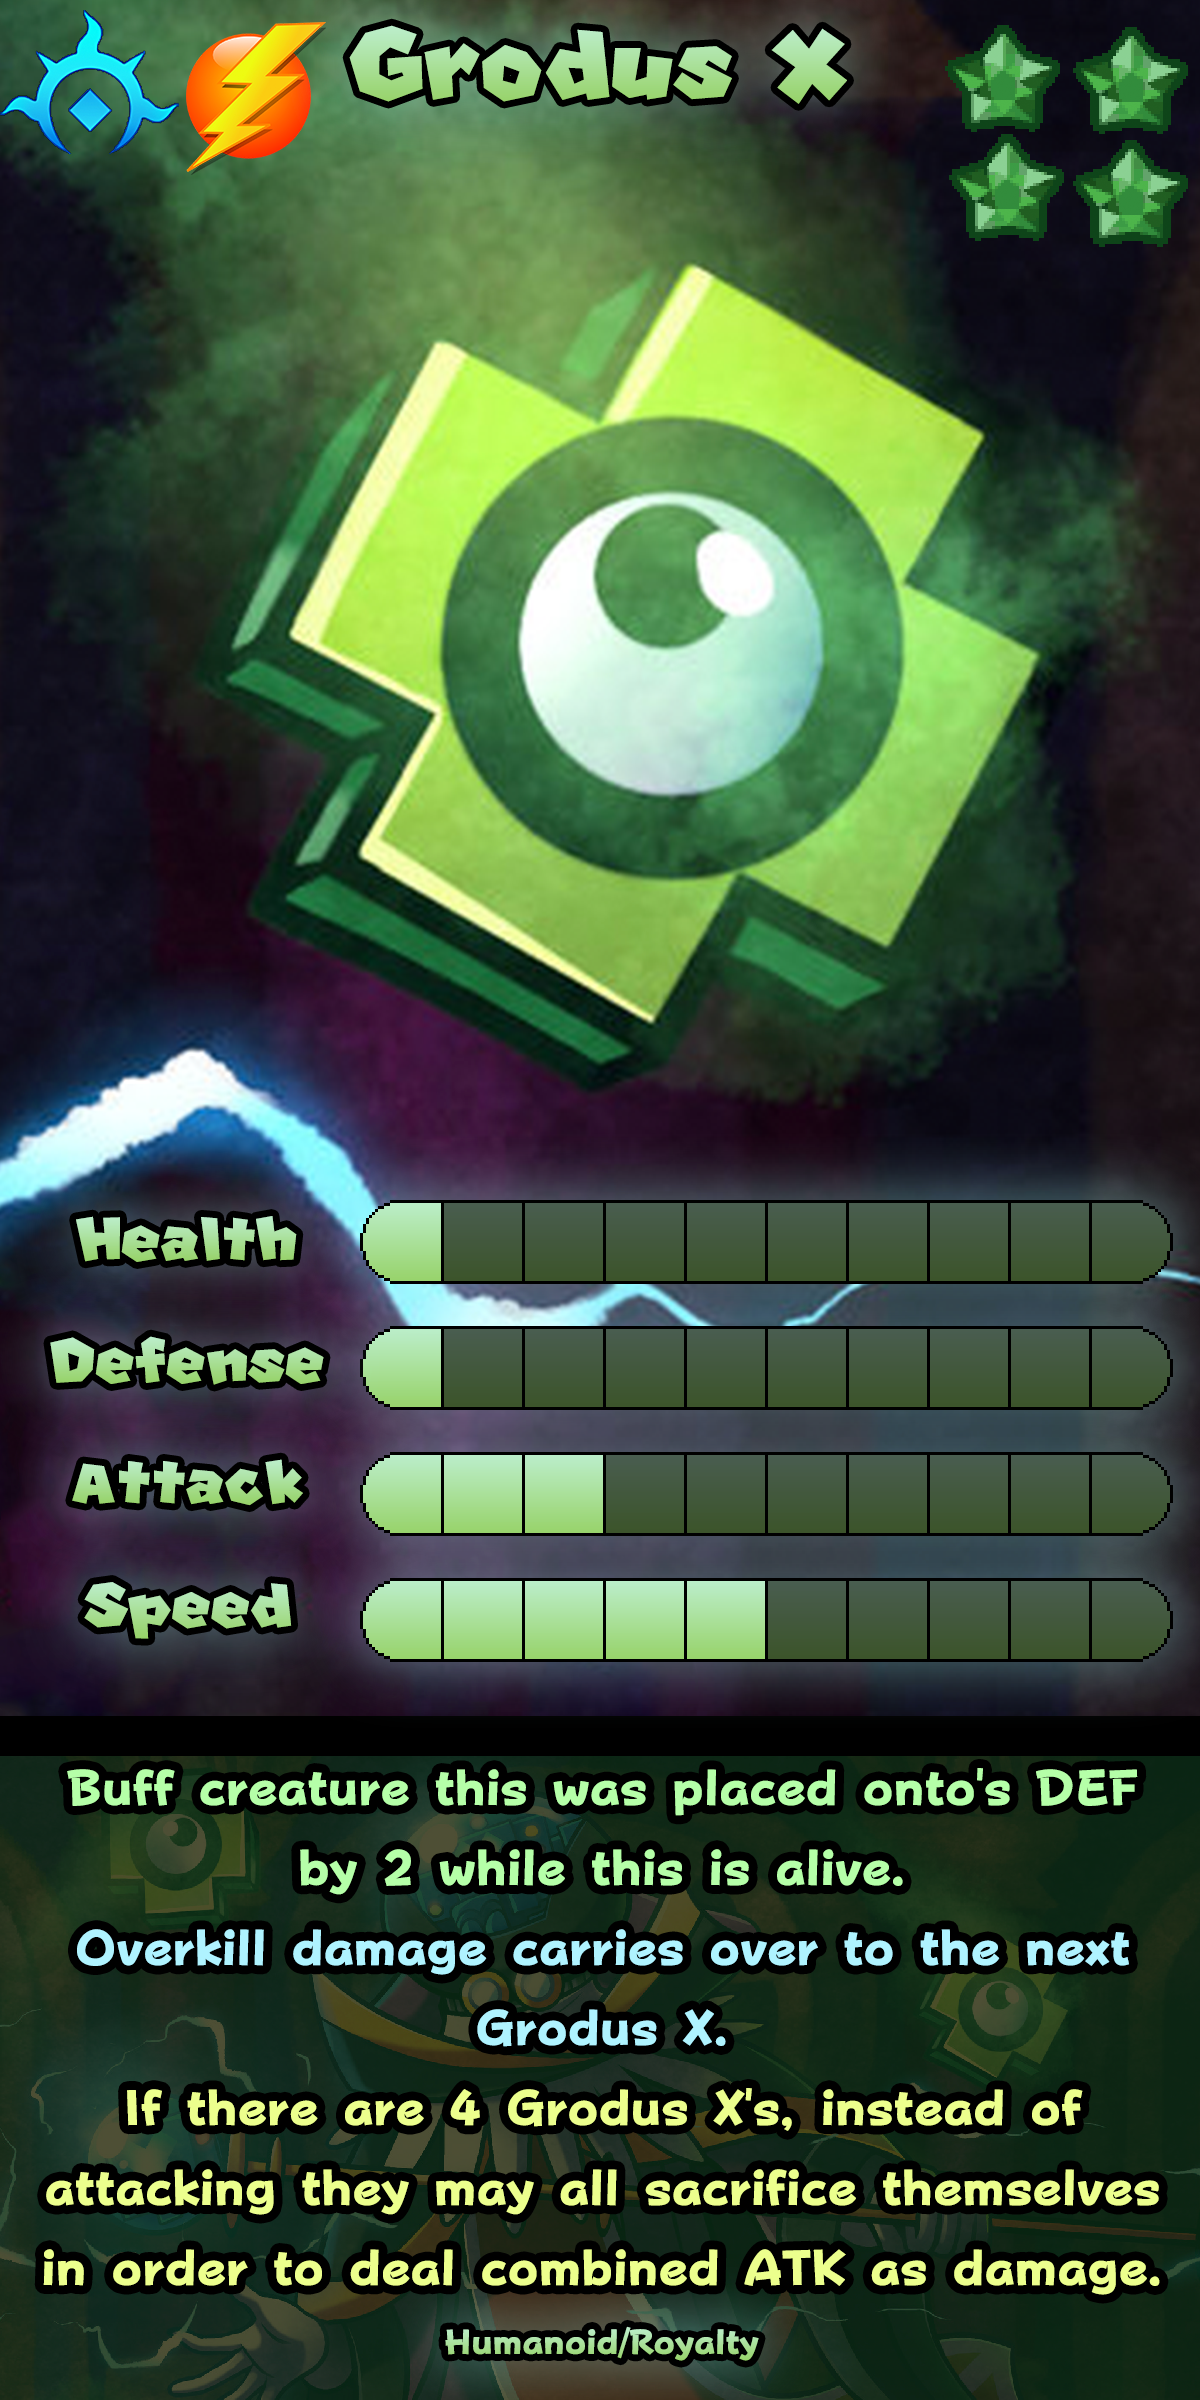 Grodus X
Health
Defense
Attack
Speed
Buff creature this was placed onto's DEF
by 2 while this is alive.
Overkill damage carries over to the next
Grodus X.
If there are 4 Grodus X's, instead of
attacking they may all sacrifice themselves
in order to deal combined ATK as damage.
Humanoid/Royalty